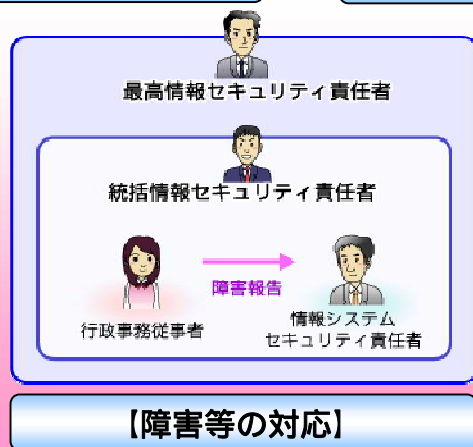 最高情報セキュリティ責任者
統括情報セキュリティ責任者
障害報告
行政事務従事者
情報システム
セキュリティ責任者
【障害等の対応】